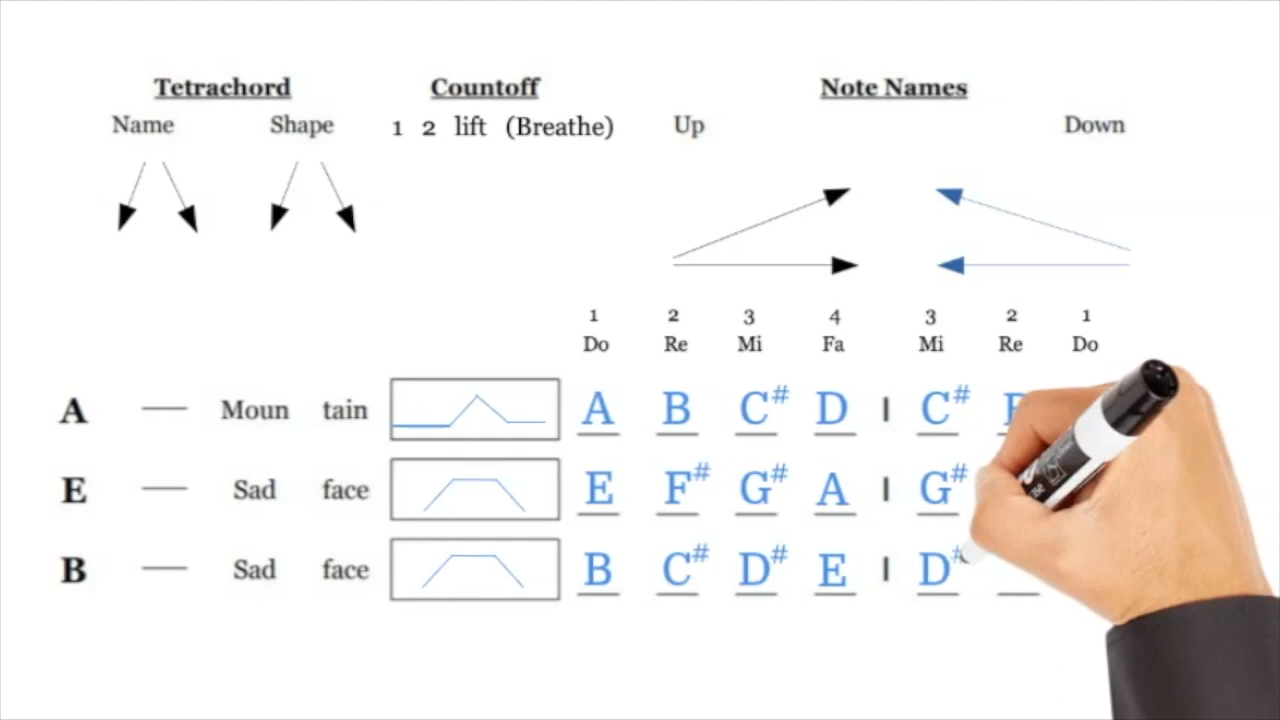 Tetrachord Countoff Note Names
Name Shape 1 2 lift (Breathe) Up Down
1 2 3 4 3 2 1
Do Re Mi Fa Mi Re Do
A — Moun tain A B C# D | C#
E — Sad face E F# G# A | G#
B — Sad face B C# D# E | D#